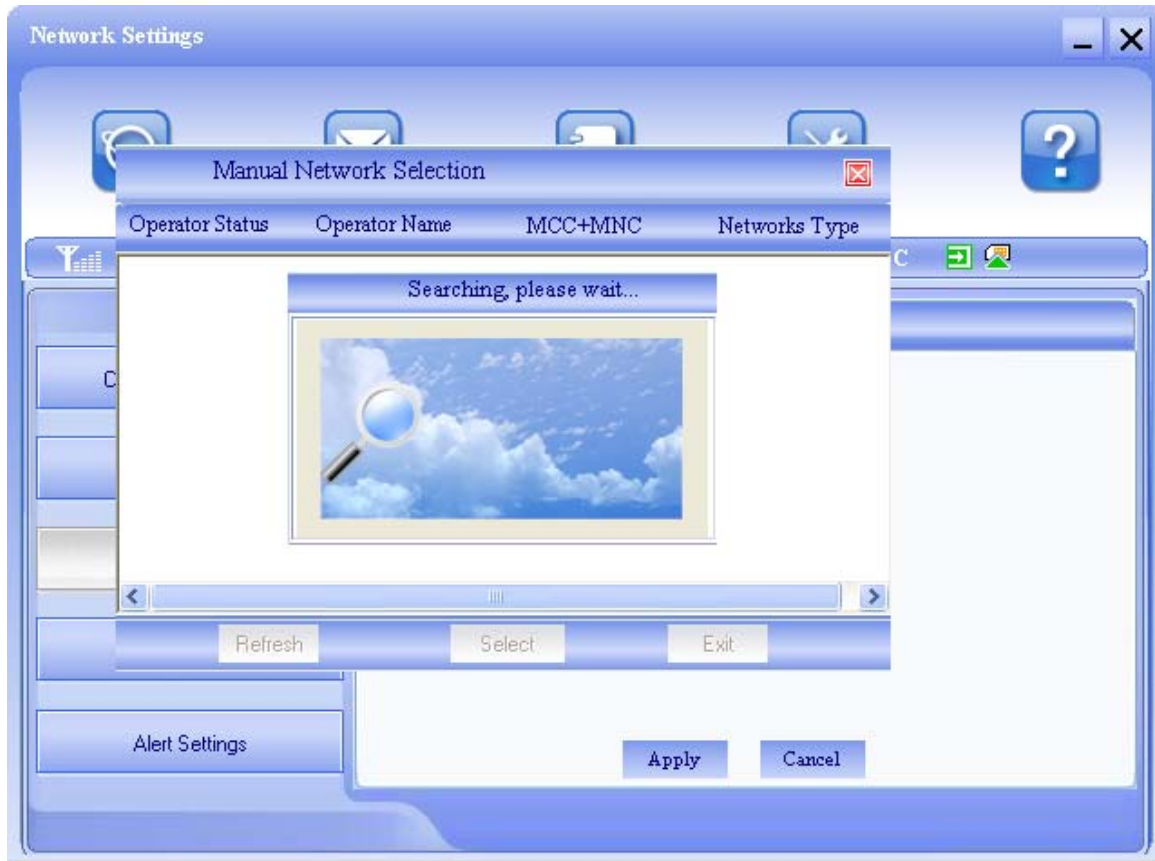 Network Settings
Manual Network Selection
Operator Status Operator Name MCC+MNC Networks Type
C
Searching, please wait...
C
Refresh Select Exit
Alert Settings
Apply Cancel